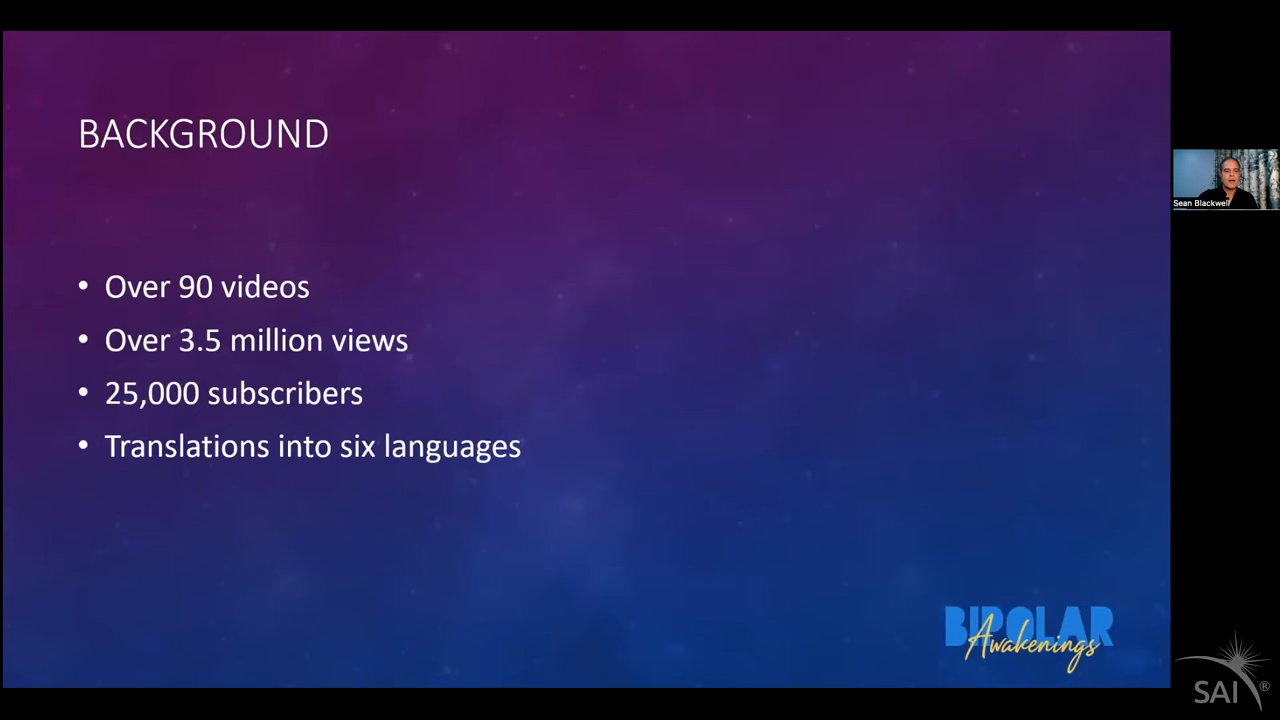 BACKGROUND
• Over 90 videos
• Over 3.5 million views
• 25,000 subscribers
• Translations into six languages
Sean Blackwell
BIPOLAR
Awakenings
SAI®